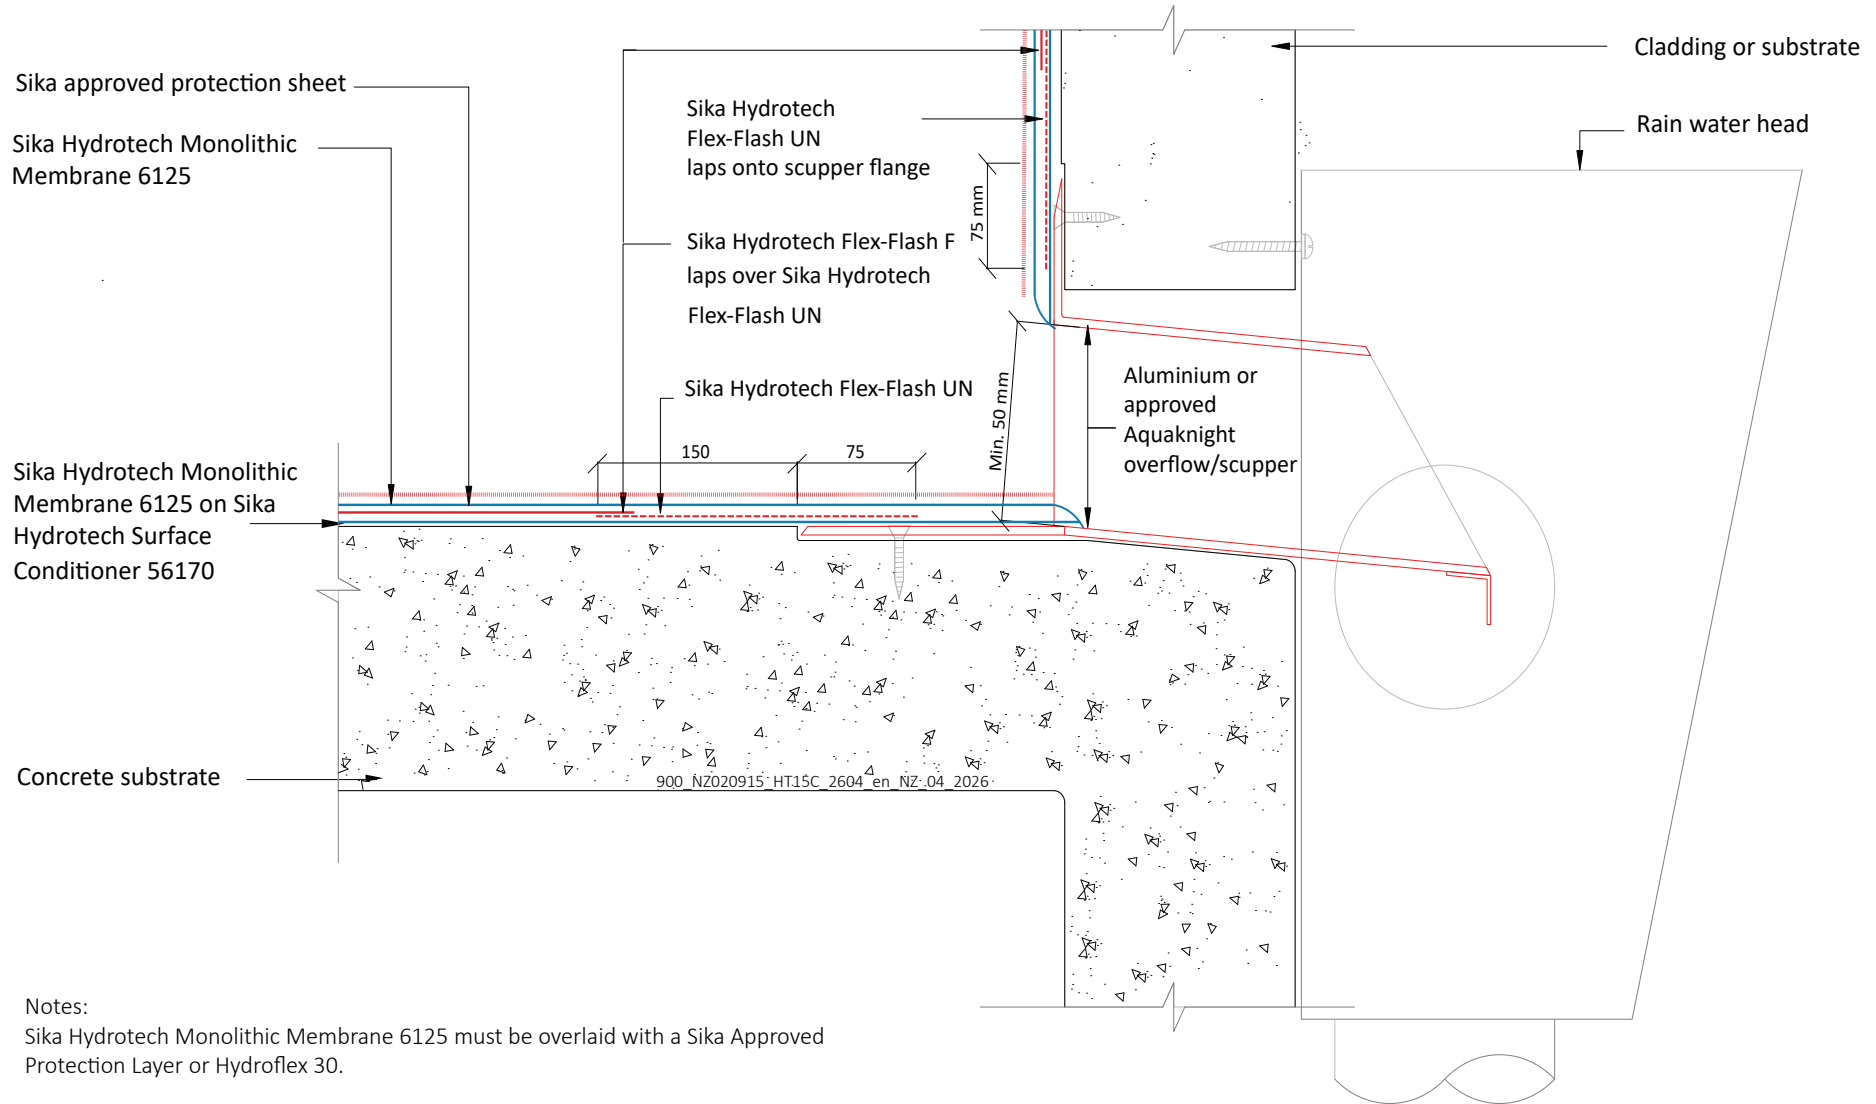 Cladding or substrate
Sika approved protection sheet
Sika Hydrotech
Flex-Flash UN
laps onto scupper flange
Rain water head
Sika Hydrotech Monolithic
Membrane 6125
75 mm
Sika Hydrotech Flex-Flash F
laps over Sika Hydrotech
Flex-Flash UN
Sika Hydrotech Flex-Flash UN
Min. 50 mm
Aluminium or
approved
Aquaknight
overflow/scupper
150
75
Sika Hydrotech Monolithic
Membrane 6125 on Sika
Hydrotech Surface
Conditioner 56170
Concrete substrate
900_NZ020915_HT15C_2604_en_NZ_04_2026
Notes:
Sika Hydrotech Monolithic Membrane 6125 must be overlaid with a Sika Approved
Protection Layer or Hydroflex 30.